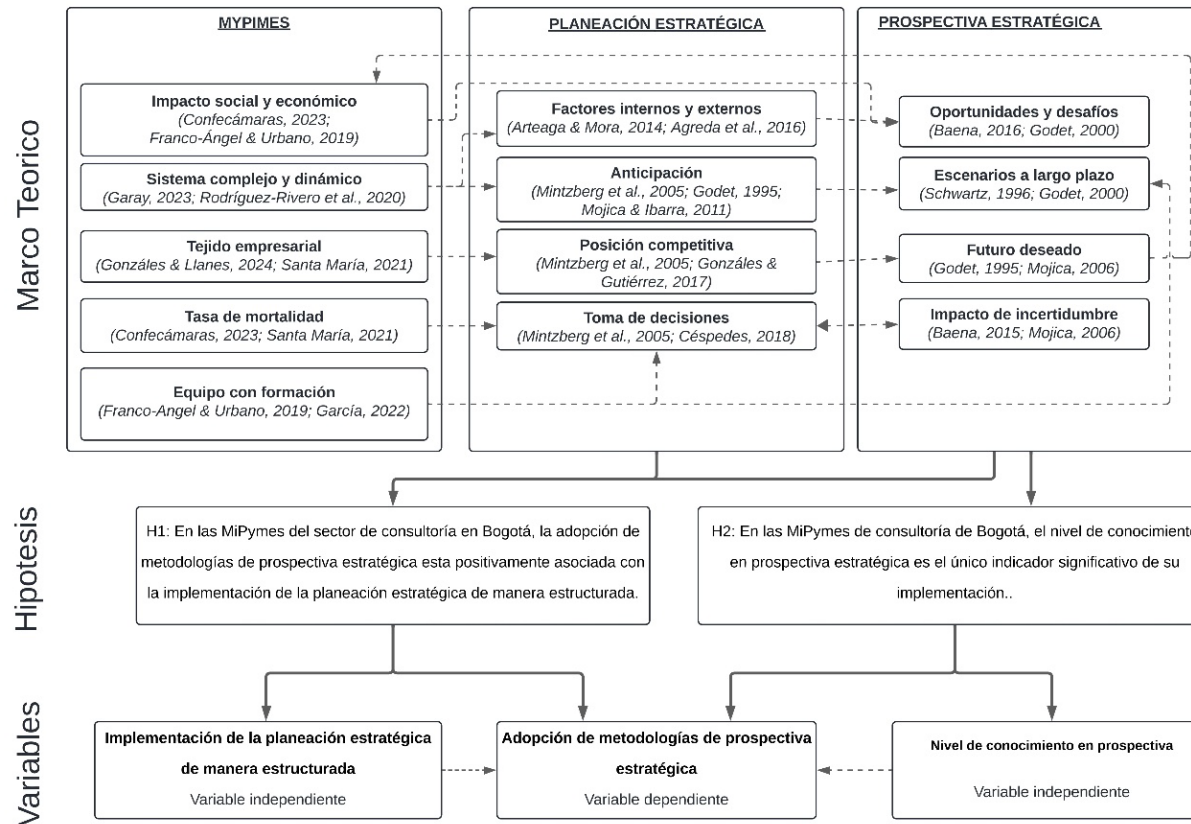 MYPIMES
PLANEACIÓN ESTRATÉGICA
PROSPECTIVA ESTRATÉGICA
Marco Teorico
Impacto social y económico
(Confecámaras, 2023;
Franco-Ángel & Urbano, 2019)
Sistema complejo y dinámico
(Garay, 2023; Rodríguez-Rivero et al., 2020)
Tejido empresarial
(Gonzáles & Llanes, 2024; Santa María, 2021)
Tasa de mortalidad
(Confecámaras, 2023; Santa María, 2021)
Equipo con formación
(Franco-Angel & Urbano, 2019; García, 2022)
Factores internos y externos
(Arteaga & Mora, 2014; Agreda et al., 2016)
Anticipación
(Mintzberg et al., 2005; Godet, 1995;
Mojica & Ibarra, 2011)
Posición competitiva
(Mintzberg et al., 2005; Gonzáles &
Gutiérrez, 2017)
Toma de decisiones
(Mintzberg et al., 2005; Céspedes, 2018)
Oportunidades y desafíos
(Baena, 2016; Godet, 2000)
Escenarios a largo plazo
(Schwartz, 1996; Godet, 2000)
Futuro deseado
(Godet, 1995; Mojica, 2006)
Impacto de incertidumbre
(Baena, 2015; Mojica, 2006)
Hipotesis
H1: En las MiPymes del sector de consultoría en Bogotá, la adopción de
metodologías de prospectiva estratégica esta positivamente asociada con
la implementación de la planeación estratégica de manera estructurada.
H2: En las MiPymes de consultoría de Bogotá, el nivel de conocimiento
en prospectiva estratégica es el único indicador significativo de su
implementación..
Variables
Implementación de la planeación estratégica
de manera estructurada
Variable independiente
Adopción de metodologías de prospectiva
estratégica
Variable dependiente
Nivel de conocimiento en prospectiva
Variable independiente